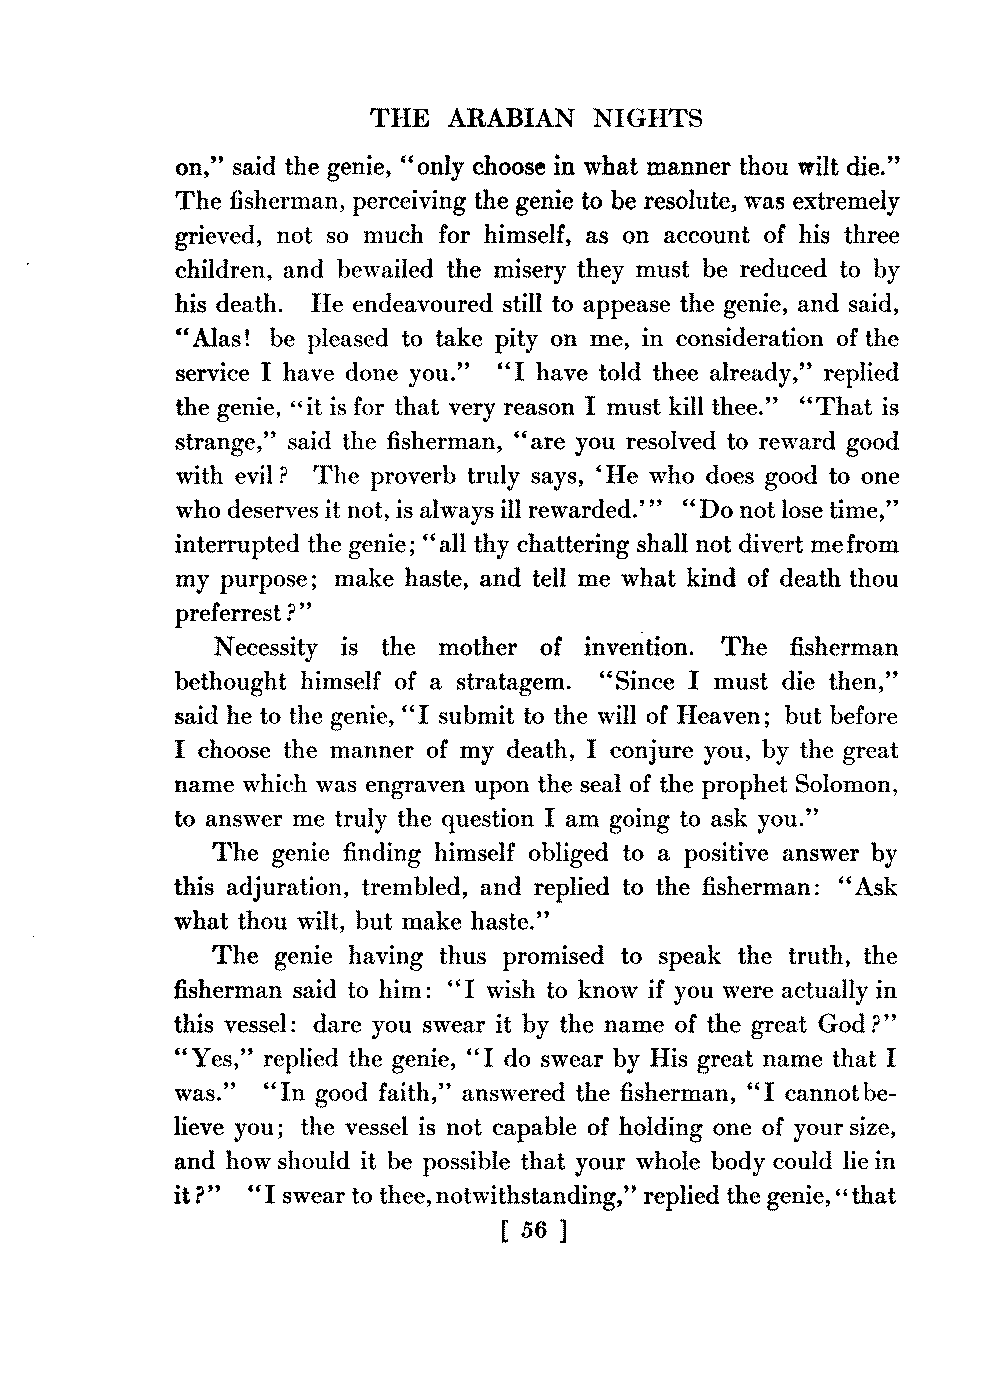 THE ARABIAN NIGHTS
on,” said the genie, “only choose in what manner thou wilt die.”
The fisherman, perceiving the genie to be resolute, was extremely
grieved, not so much for himself, as on account of his three
children, and bewailed the misery they must be reduced to by
his death. He endeavoured still to appease the genie, and said,
“Alas! be pleased to take pity on me, in consideration of the
service I have done you.” “I have told thee already,” replied
the genie, “it is for that very reason I must kill thee.” “That is
strange,” said the fisherman, “are you resolved to reward good
with evil? The proverb truly says, ‘He who does good to one
who deserves it not, is always ill rewarded.’” “Do not lose time,”
interrupted the genie; “all thy chattering shall not divert me from
my purpose; make haste, and tell me what kind of death thou
preferrest?”
Necessity is the mother of invention. The fisherman
bethought himself of a stratagem. “Since I must die then,”
said he to the genie, “I submit to the will of Heaven; but before
I choose the manner of my death, I conjure you, by the great
name which was engraven upon the seal of the prophet Solomon,
to answer me truly the question I am going to ask you.”
The genie finding himself obliged to a positive answer by
this adjuration, trembled, and replied to the fisherman: “Ask
what thou wilt, but make haste.”
The genie having thus promised to speak the truth, the
fisherman said to him: “I wish to know if you were actually in
this vessel: dare you swear it by the name of the great God?”
“Yes,” replied the genie, “I do swear by His great name that I
was.” “In good faith,” answered the fisherman, “I cannot be-
lieve you; the vessel is not capable of holding one of your size,
and how should it be possible that your whole body could lie in
it?” “I swear to thee, notwithstanding,” replied the genie, “that
[ 56 ]